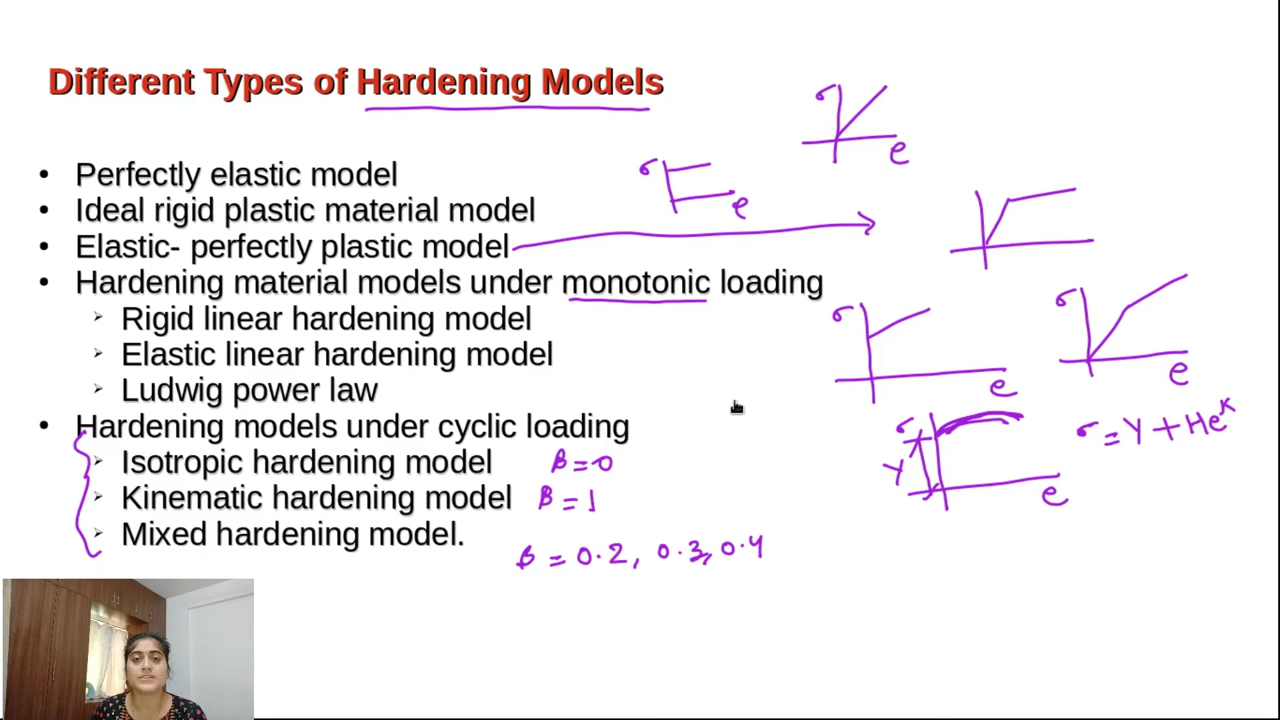 Different Types of Hardening Models
σ
e
• Perfectly elastic model
σ
e
• Ideal rigid plastic material model
• Elastic- perfectly plastic model
• Hardening material models under monotonic loading
➢ Rigid linear hardening model
σ
e
σ
e
➢ Elastic linear hardening model
➢ Ludwig power law
• Hardening models under cyclic loading
σ
Y
e
σ = Y + He^K
➢ Isotropic hardening model β = 0
➢ Kinematic hardening model β = 1
➢ Mixed hardening model.
β = 0.2, 0.3, 0.4